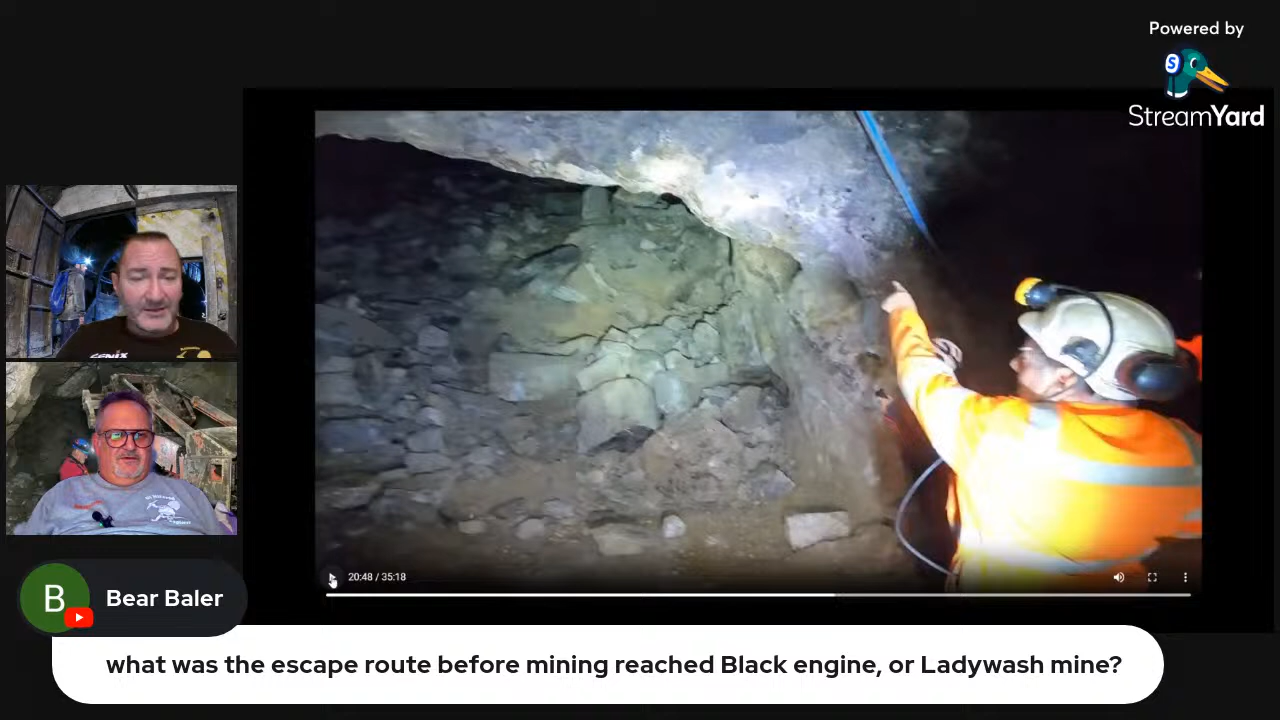 Powered by
StreamYard
20:48 / 35:18
B
Bear Baler
what was the escape route before mining reached Black engine, or Ladywash mine?